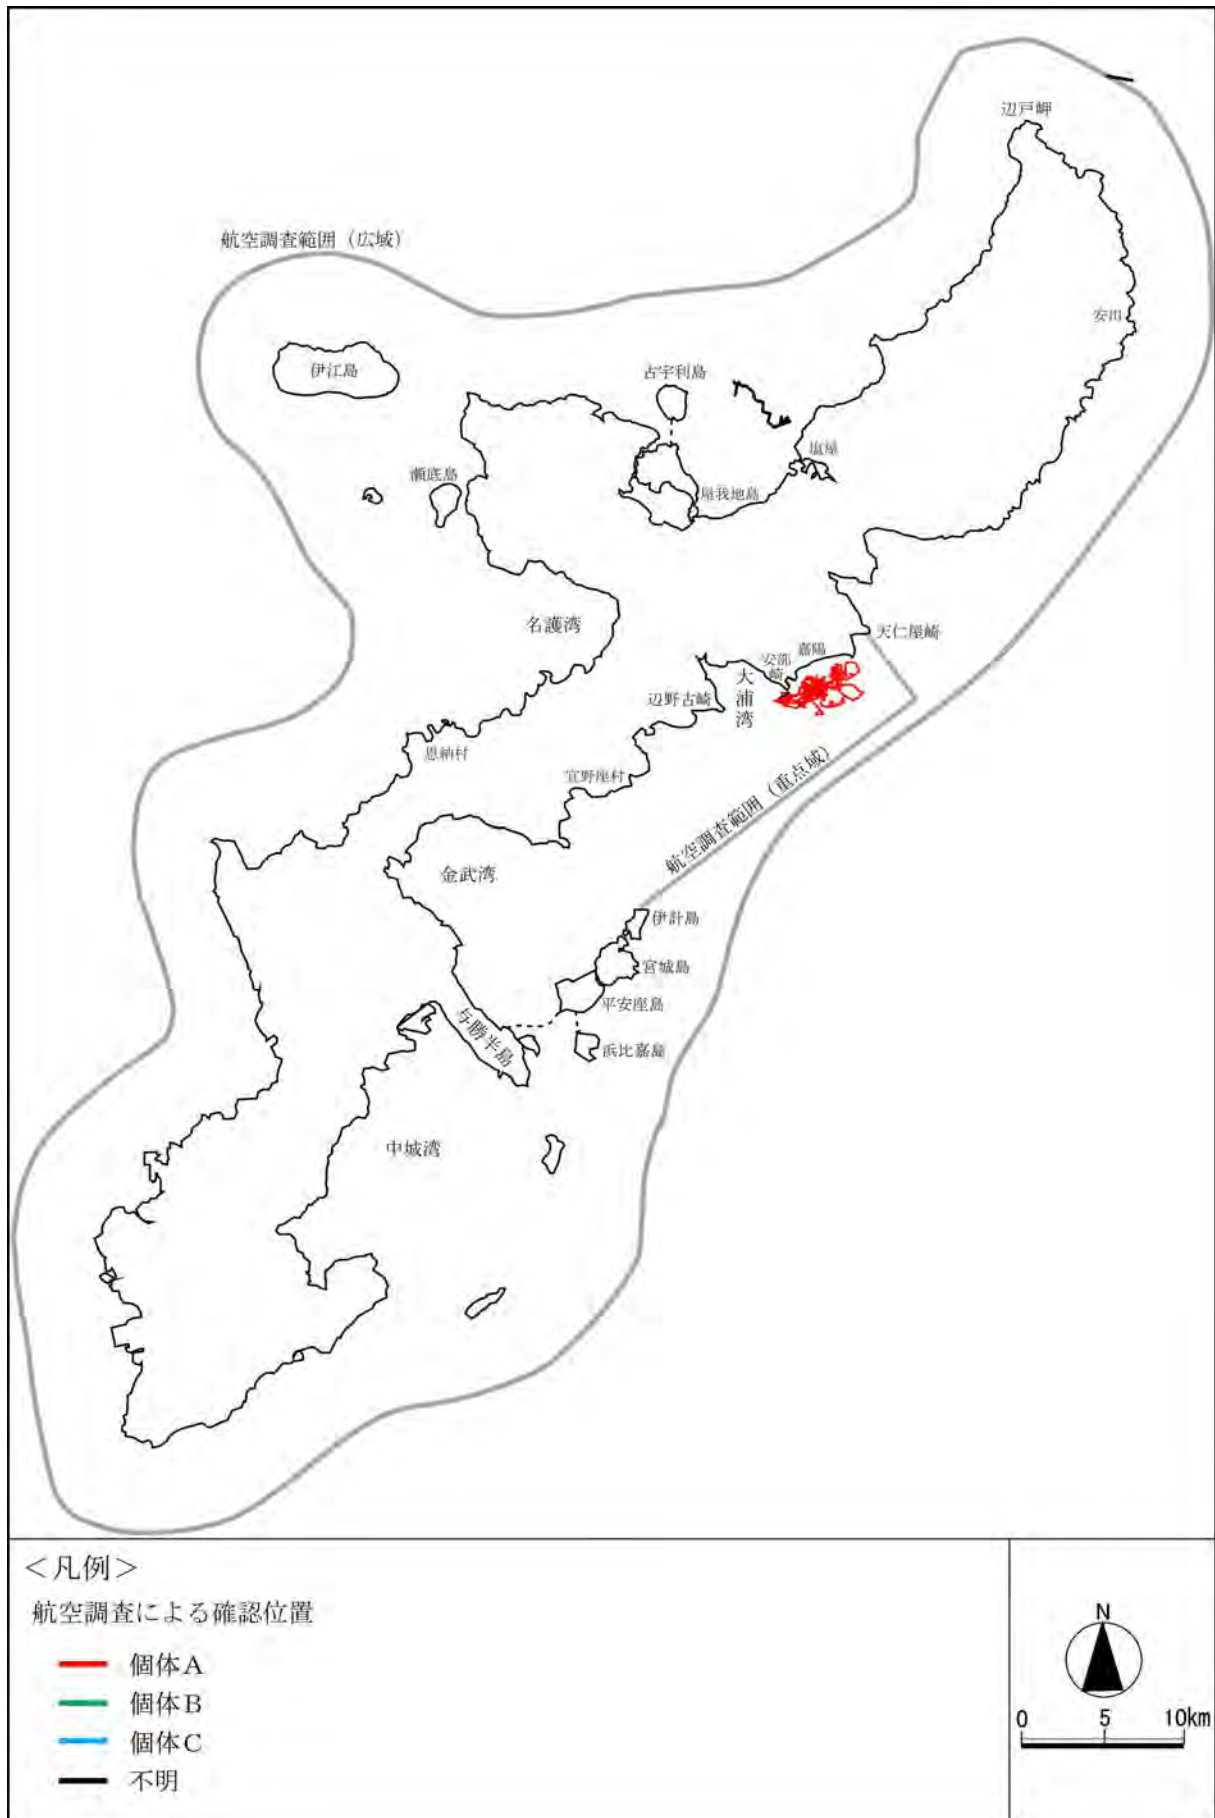 辺戸岬
航空調査範囲（広域）
安田
伊江島
古宇利島
瀬底島
塩屋
屋我地島
名護湾
天仁屋崎
嘉陽
安部崎
大浦湾
辺野古崎
恩納村
宜野座村
航空調査範囲（重点域）
金武湾
伊計島
宮城島
平安座島
与勝半島
浜比嘉島
中城湾
＜凡例＞
航空調査による確認位置
個体A
個体B
個体C
不明
N
0 5 10km